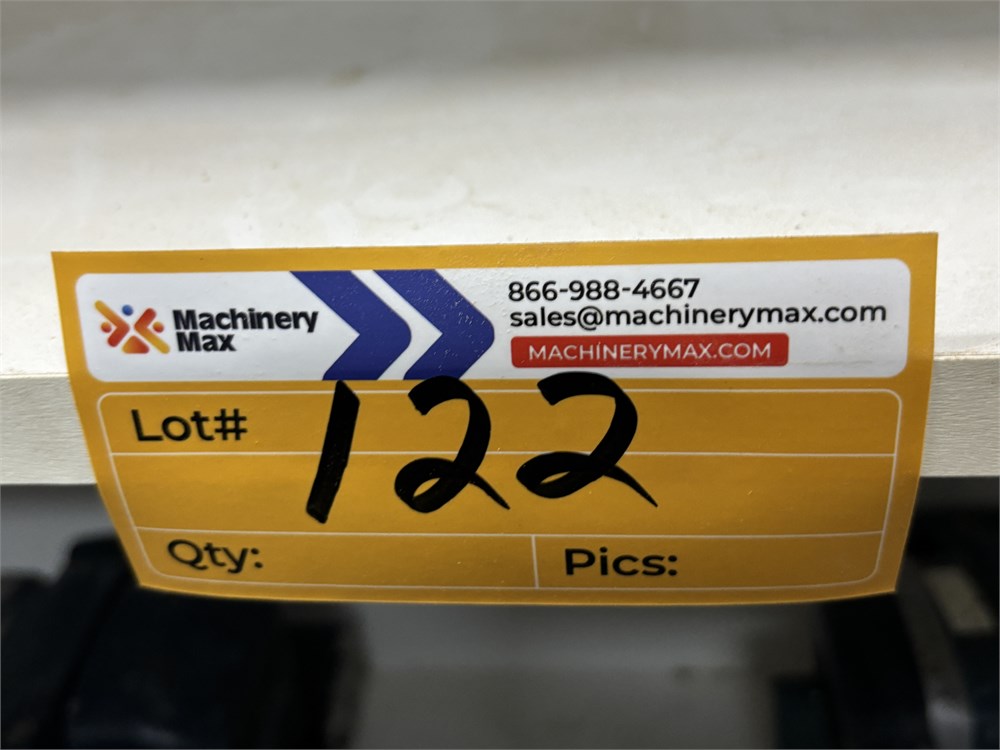 Machinery
Max
866-988-4667
sales@machinerymax.com
MACHINERYMAX.COM
Lot# 122
Qty:
Pics: